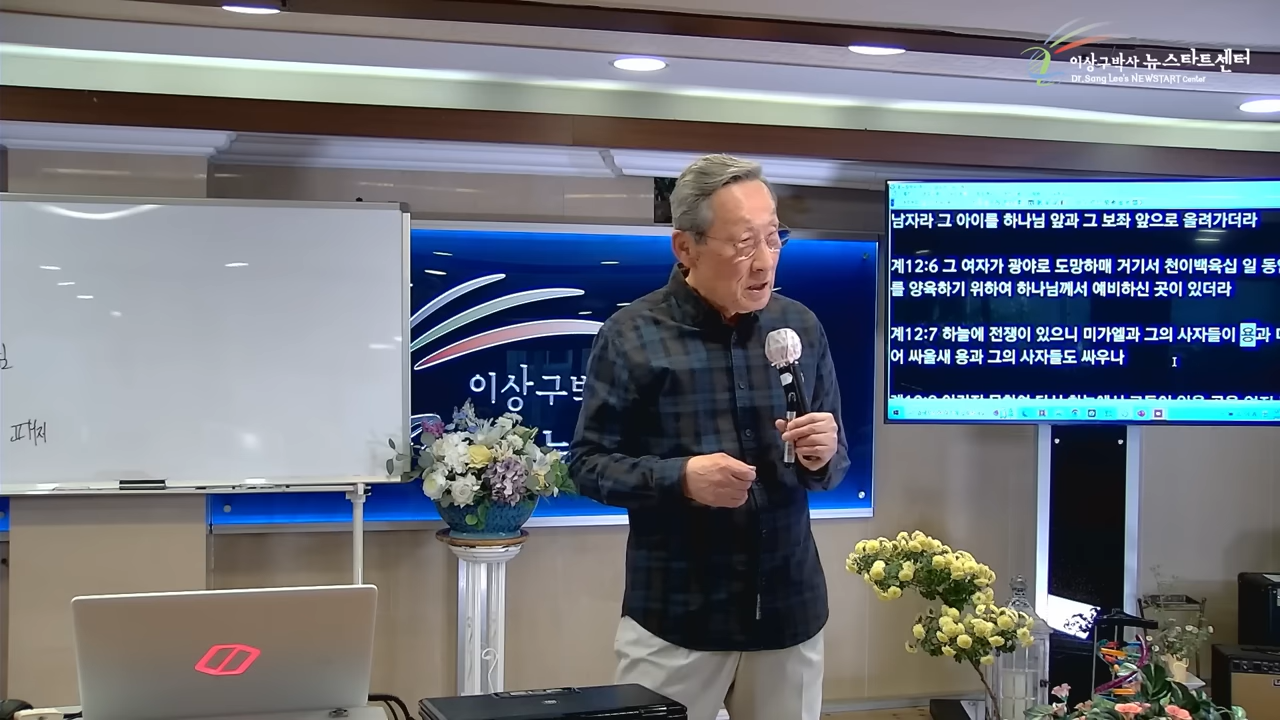 이상구박사 뉴스타트센터
Dr. Sang Lee's NEWSTART Center
남자라 그 아이를 하나님 앞과 그 보좌 앞으로 올려가더라
계12:6 그 여자가 광야로 도망하매 거기서 천이백육십 일 동안
를 양육하기 위하여 하나님께서 예비하신 곳이 있더라
계12:7 하늘에 전쟁이 있으니 미가엘과 그의 사자들이 용과
어 싸울새 용과 그의 사자들도 싸우나
이상구